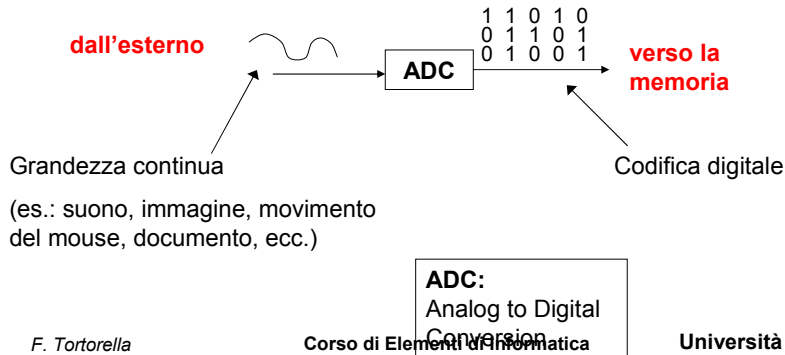 1 1 0 1 0
0 1 1 0 1
0 1 0 0 1
dall'esterno
ADC
verso la
memoria
Grandezza continua
Codifica digitale
(es.: suono, immagine, movimento
del mouse, documento, ecc.)
ADC:
Analog to Digital
Conversion
F. Tortorella
Corso di Elementi di Informatica
Università